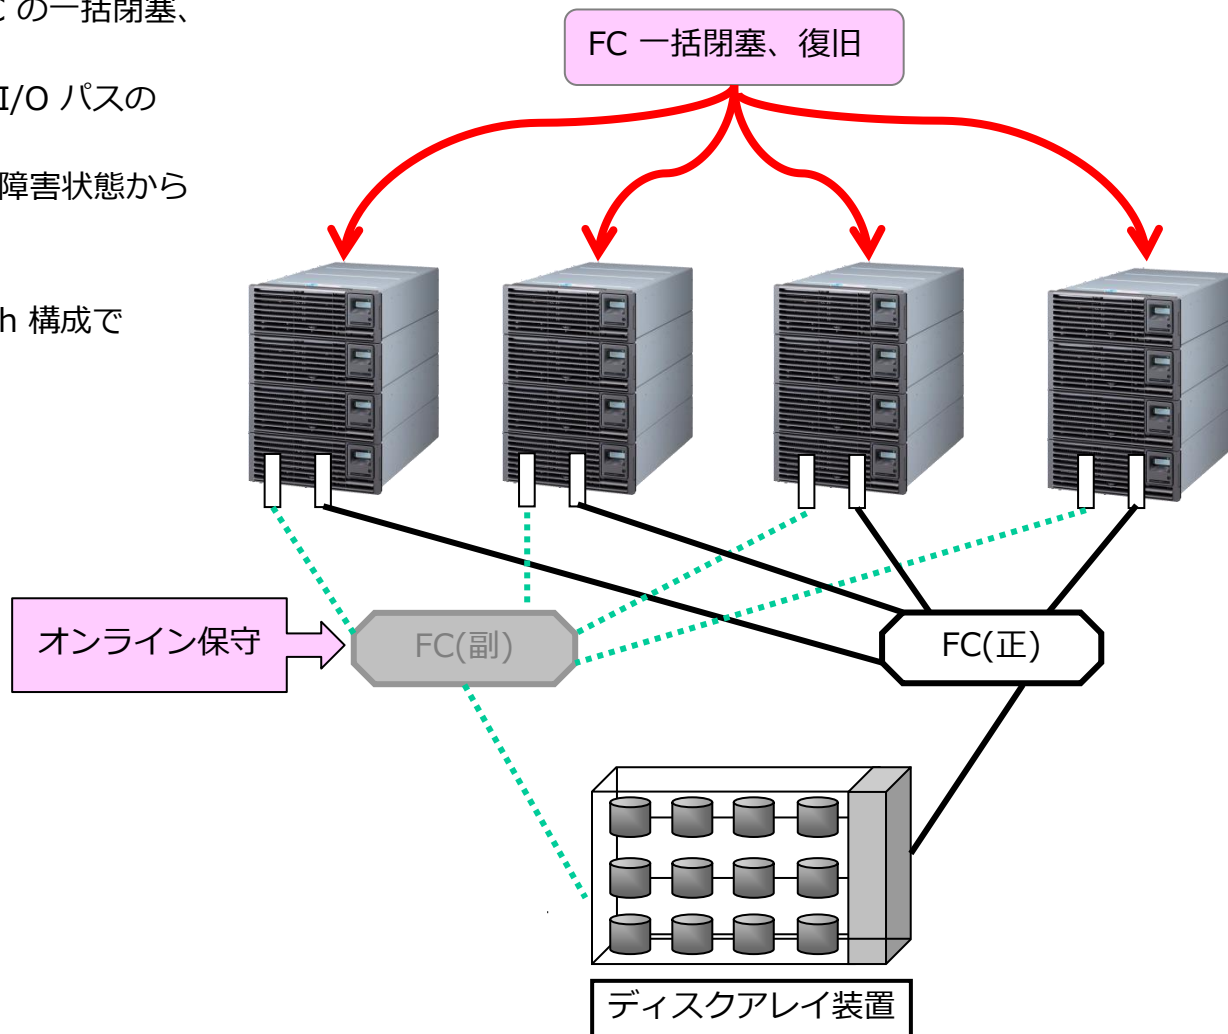 の一括閉塞、
FC 一括閉塞、復旧
I/O パスの
障害状態から
h 構成で
オンライン保守
FC(副)
FC(正)
ディスクアレイ装置